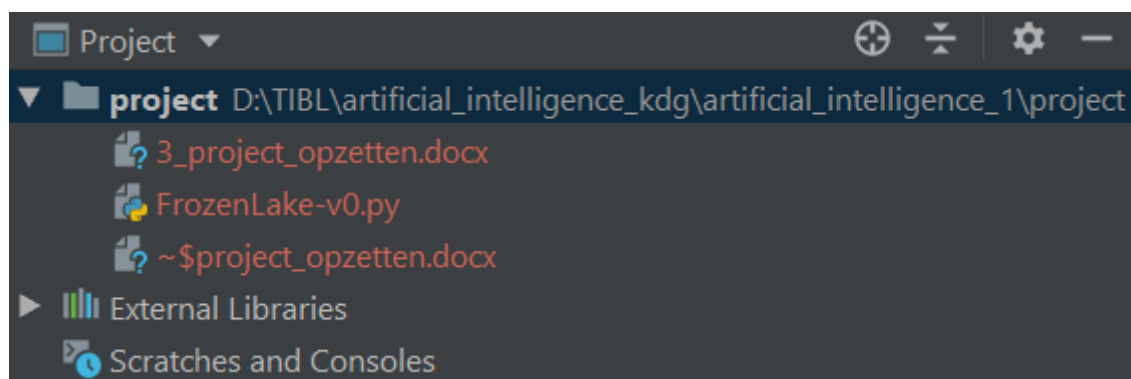 Project
project D:\TIBL\artificial_intelligence_kdg\artificial_intelligence_1\project
3_project_opzetten.docx
FrozenLake-v0.py
~$project_opzetten.docx
External Libraries
Scratches and Consoles